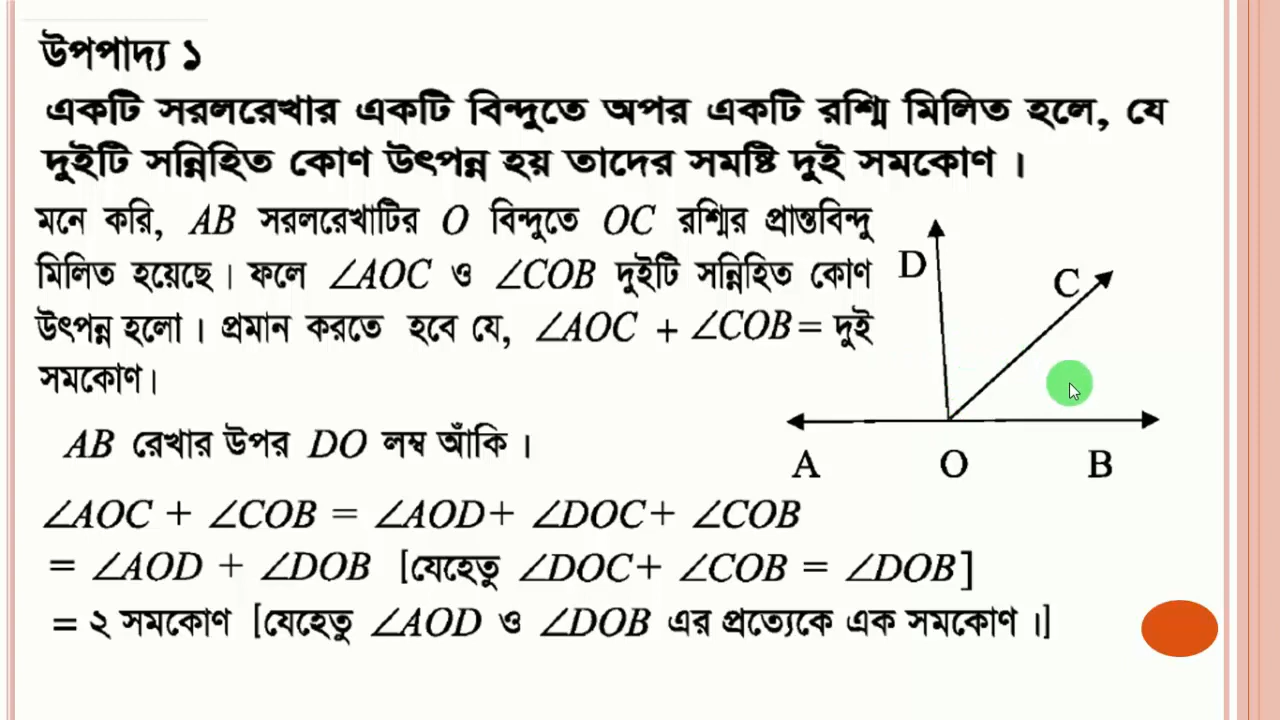 উপপাদ্য ১
একটি সরলরেখার একটি বিন্দুতে অপর একটি রশ্মি মিলিত হলে, যে
দুইটি সন্নিহিত কোণ উৎপন্ন হয় তাদের সমষ্টি দুই সমকোণ ।
মনে করি, AB সরলরেখাটির O বিন্দুতে OC রশ্মির প্রান্তবিন্দু
মিলিত হয়েছে। ফলে ∠AOC ও ∠COB দুইটি সন্নিহিত কোণ
উৎপন্ন হলো । প্রমান করতে হবে যে, ∠AOC + ∠COB = দুই
সমকোণ।
D
C
A
O
B
AB রেখার উপর DO লম্ব আঁকি ।
∠AOC + ∠COB = ∠AOD+ ∠DOC+ ∠COB
= ∠AOD + ∠DOB [যেহেতু ∠DOC+ ∠COB = ∠DOB]
= ২ সমকোণ [যেহেতু ∠AOD ও ∠DOB এর প্রত্যেকে এক সমকোণ ।]